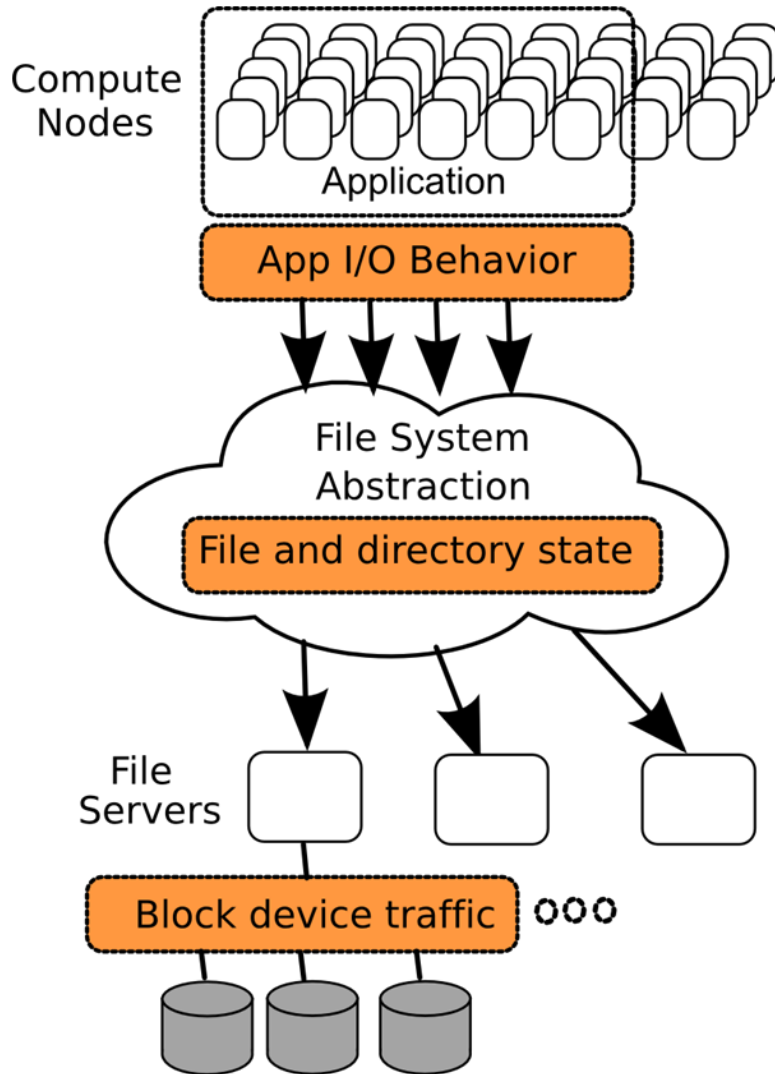 Compute
Nodes
Application
App I/O Behavior
File System
Abstraction
File and directory state
File
Servers
Block device traffic